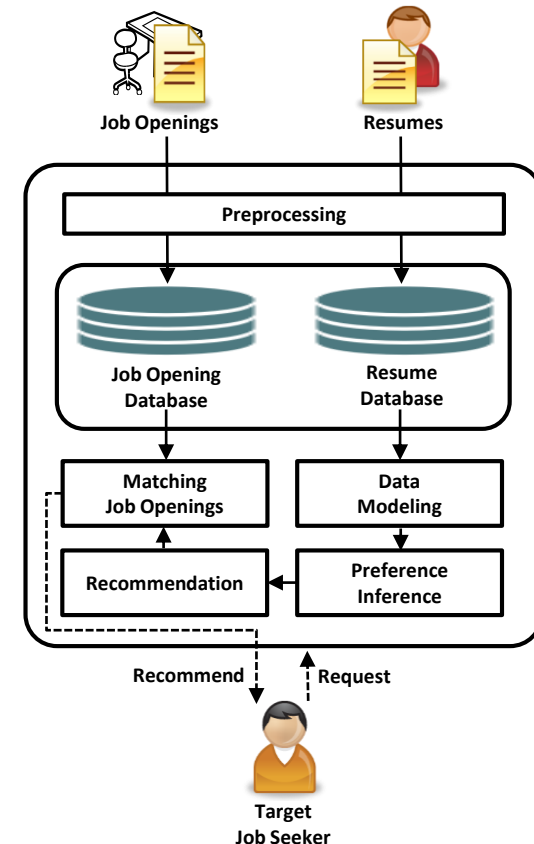 Job Openings
Resumes
Preprocessing
Job Opening
Database
Resume
Database
Matching
Job Openings
Data
Modeling
Recommendation
Preference
Inference
Recommend
Request
Target
Job Seeker